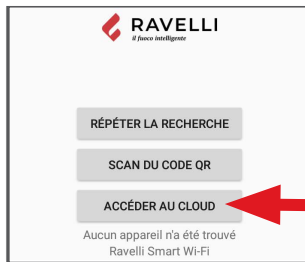 RAVELLI
il fuoco intelligente
RÉPÉTER LA RECHERCHE
SCAN DU CODE QR
ACCÉDER AU CLOUD
Aucun appareil n'a été trouvé
Ravelli Smart Wi-Fi